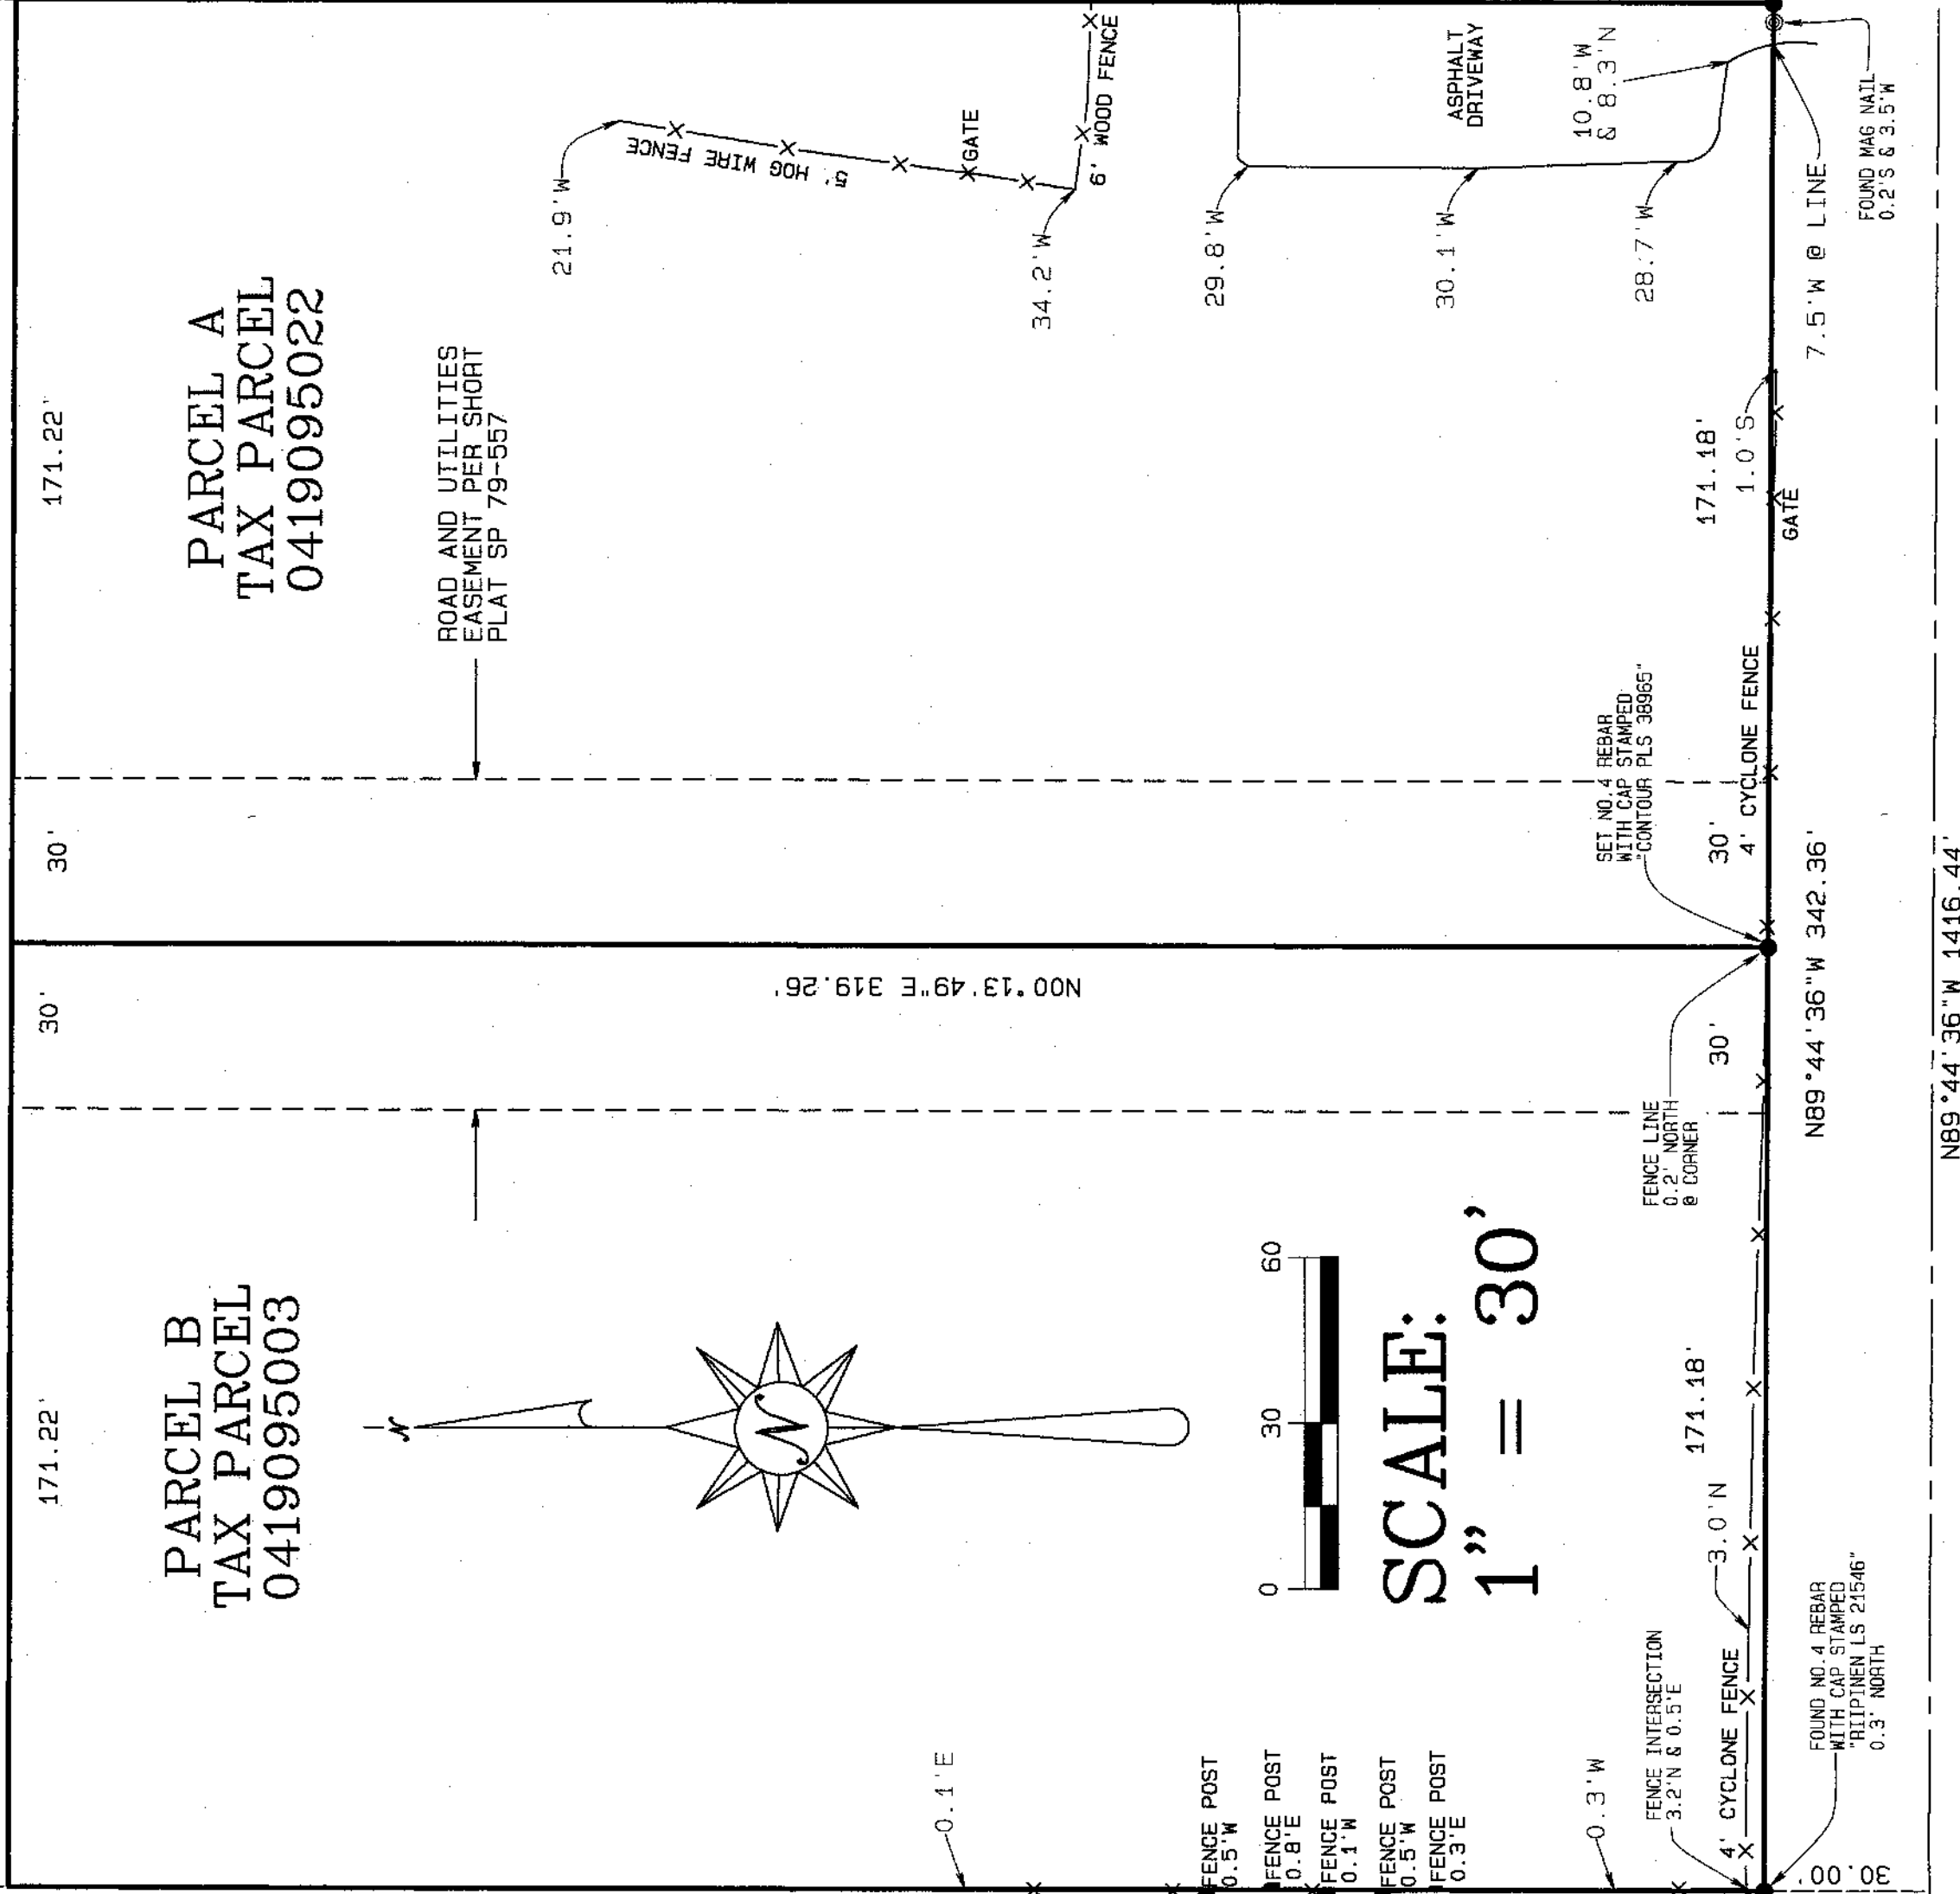 171.22'
30'
30'
171.22'
PARCEL B
TAX PARCEL
0419095003
PARCEL A
TAX PARCEL
0419095022
ROAD AND UTILITIES
EASEMENT PER SHORT
PLAT SP 79-557
N
N
N00°13'49"E 319.26'
0 30 60
SCALE:
1" = 30'
21.9'W
5' HOG WIRE FENCE
GATE
34.2'W
6' WOOD FENCE
29.8'W
ASPHALT
DRIVEWAY
30.1'W
10.8'W
& 8.3'N
28.7'W
0.1'E
FENCE POST
0.5'W
FENCE POST
0.8'E
FENCE POST
0.1'W
FENCE POST
0.5'W
FENCE POST
0.3'E
0.3'W
FENCE INTERSECTION
3.2'N & 0.5'E
4' CYCLONE FENCE
3.0'N
171.18'
FENCE LINE
0.2' NORTH
@ CORNER
30'
SET NO.4 REBAR
WITH CAP STAMPED
"CONTOUR PLS 38965"
30'
4' CYCLONE FENCE
171.18'
1.0'S
GATE
7.5'W @ LINE
FOUND MAG NAIL
0.2'S & 3.5'W
FOUND NO.4 REBAR
WITH CAP STAMPED
"RIIPINEN LS 21546"
0.3' NORTH
30.00'
N89°44'36"W 342.36'
N89°44'36"W 1416.44'